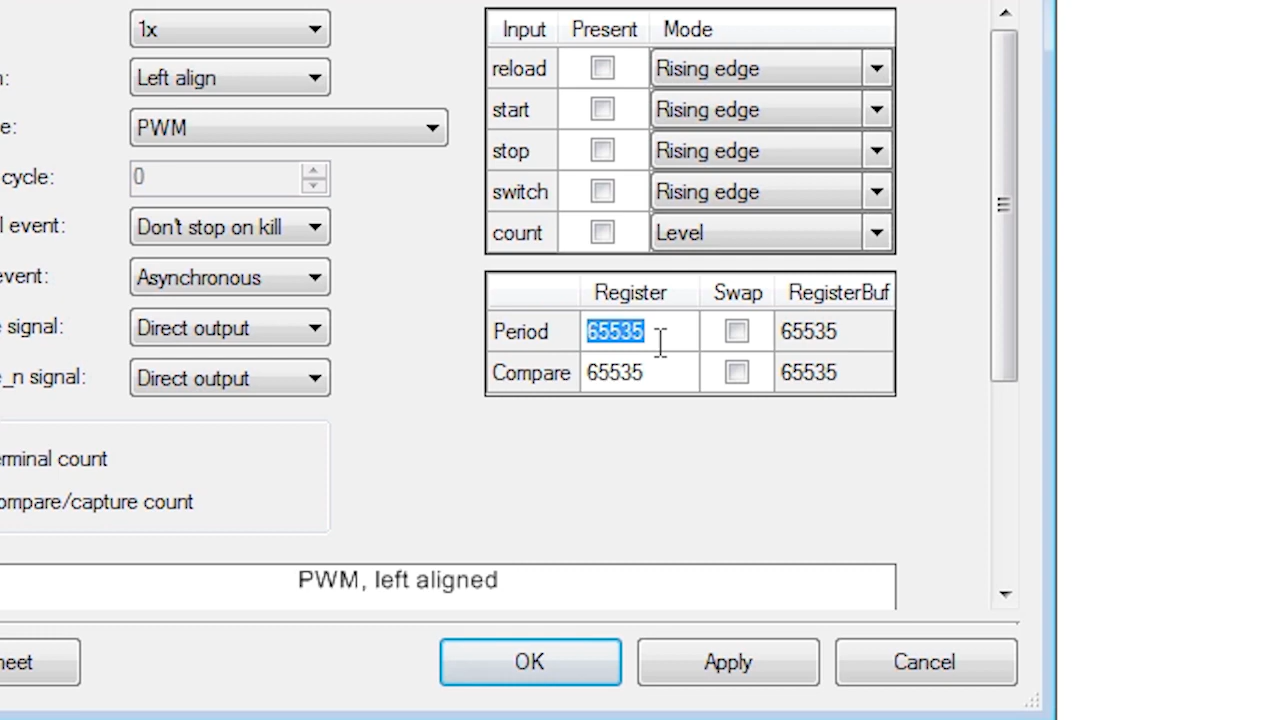 1x
Input Present Mode
reload Rising edge
n: Left align
start Rising edge
e: PWM
stop Rising edge
cycle: 0
switch Rising edge
l event: Don't stop on kill
count Level
event: Asynchronous
Register Swap RegisterBuf
signal: Direct output
Period 65535 65535
e_n signal: Direct output
Compare 65535 65535
erminal count
ompare/capture count
PWM, left aligned
heet
OK
Apply
Cancel